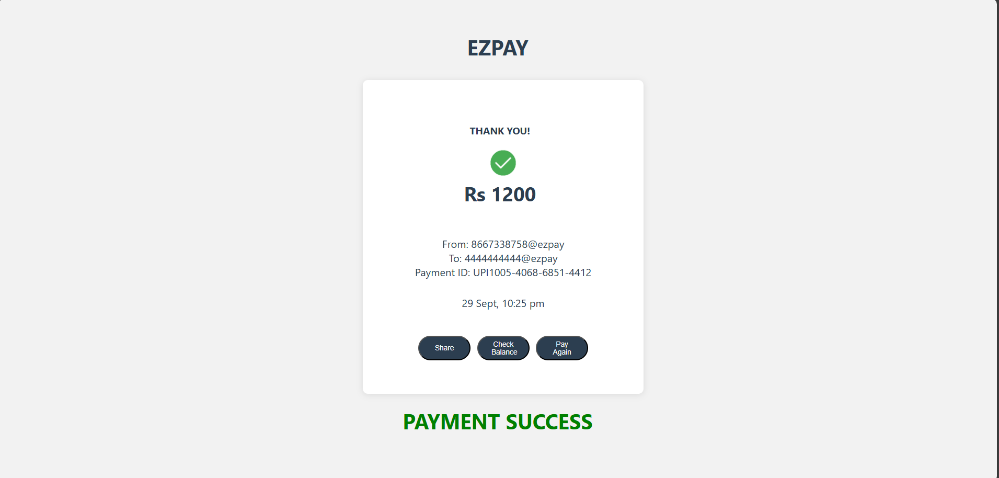 EZPAY
THANK YOU!
Rs 1200
From: 8667338758@ezpay
To: 4444444444@ezpay
Payment ID: UPI1005-4068-6851-4412
29 Sept, 10:25 pm
Share
Check
Balance
Pay
Again
PAYMENT SUCCESS